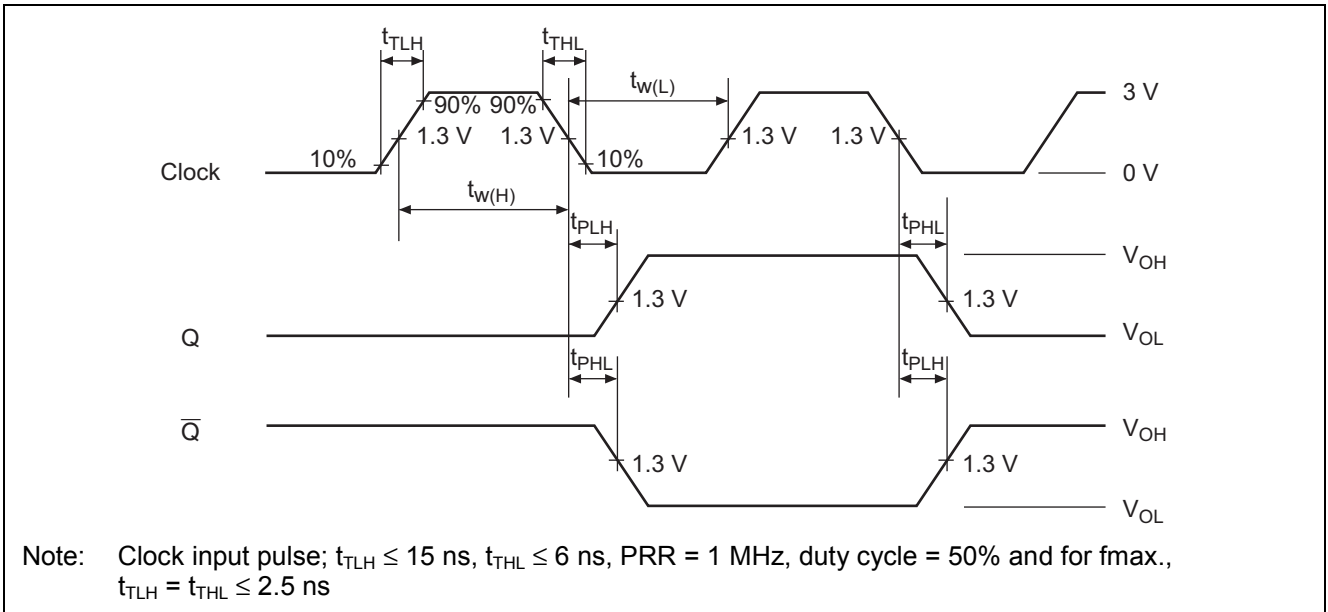 tTLH tTHL
tw(L)
90% 90% 3 V
1.3 V 1.3 V 1.3 V 1.3 V
10% 10%
Clock 0 V
tw(H)
tPLH tPHL
VOH
1.3 V 1.3 V
Q VOL
tPHL tPLH
Q̅ VOH
1.3 V 1.3 V
VOL
Note: Clock input pulse; tTLH ≤ 15 ns, tTHL ≤ 6 ns, PRR = 1 MHz, duty cycle = 50% and for fmax.,
tTLH = tTHL ≤ 2.5 ns